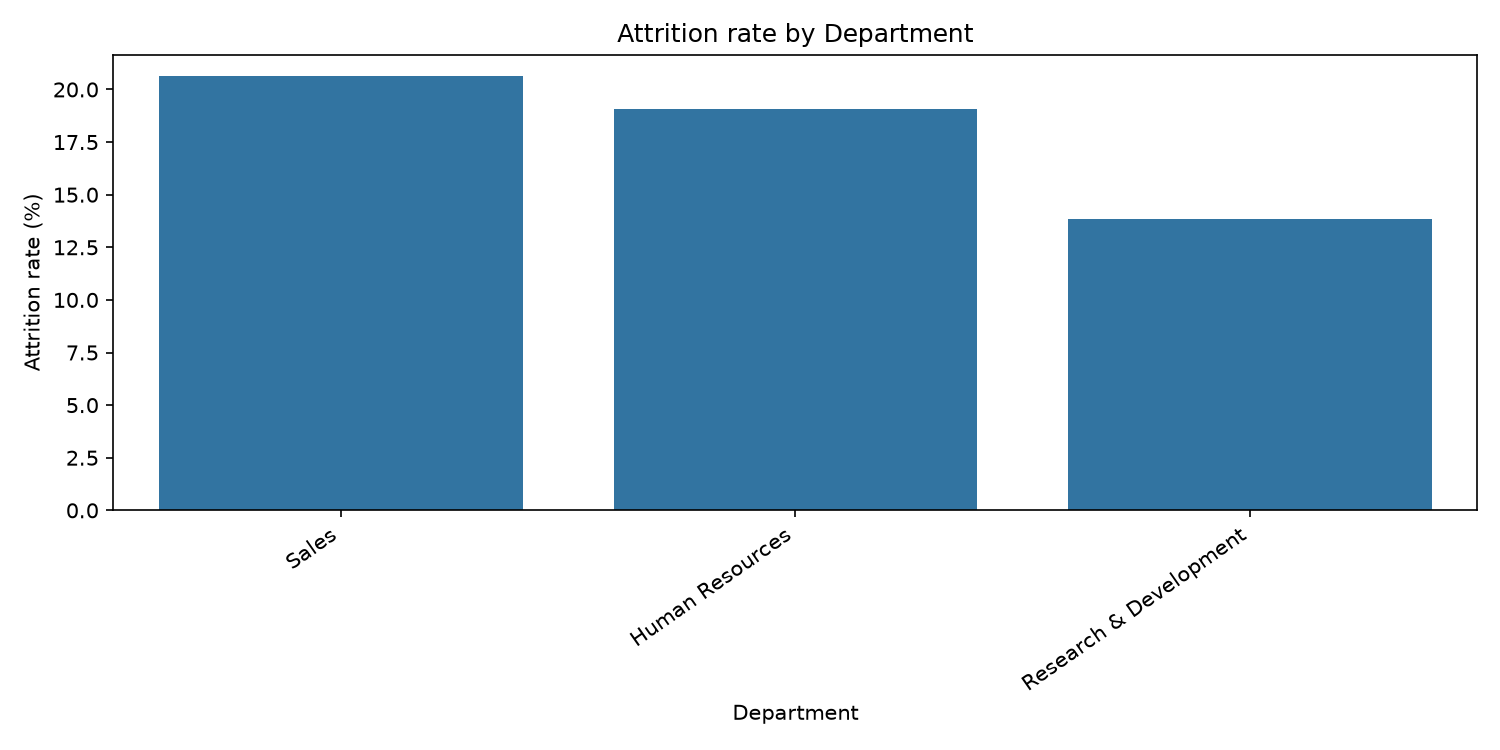 Attrition rate by Department
Attrition rate (%)
20.0
17.5
15.0
12.5
10.0
7.5
5.0
2.5
0.0
Sales
Human Resources
Research & Development
Department